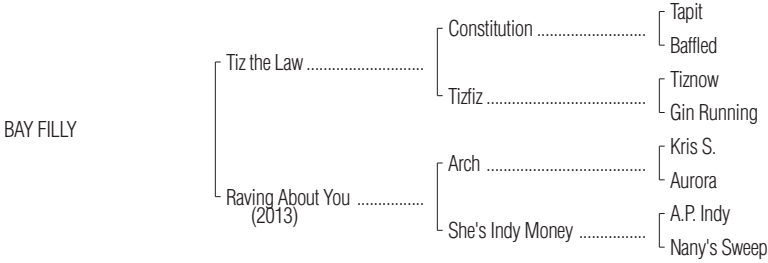 Tapit
Constitution ..........................
Baffled
Tiz the Law ............................
Tiznow
Tizfiz ......................................
Gin Running
BAY FILLY
Kris S.
Arch ......................................
Aurora
Raving About You ................
(2013)
A.P. Indy
She's Indy Money ................
Nany's Sweep